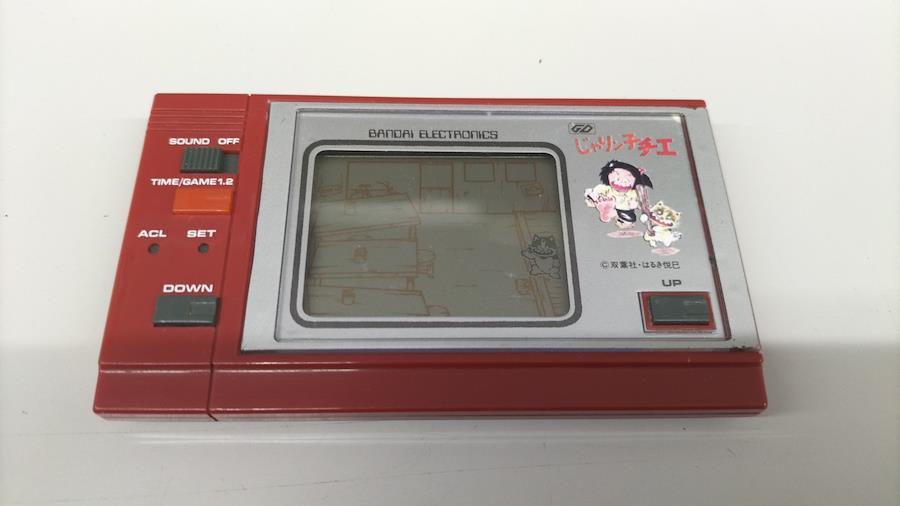 BANDAI ELECTRONICS
GD
じゃリン子チエ
SOUND OFF
TIME/GAME1.2
ACL SET
DOWN
©双葉社・はるき悦巳
UP